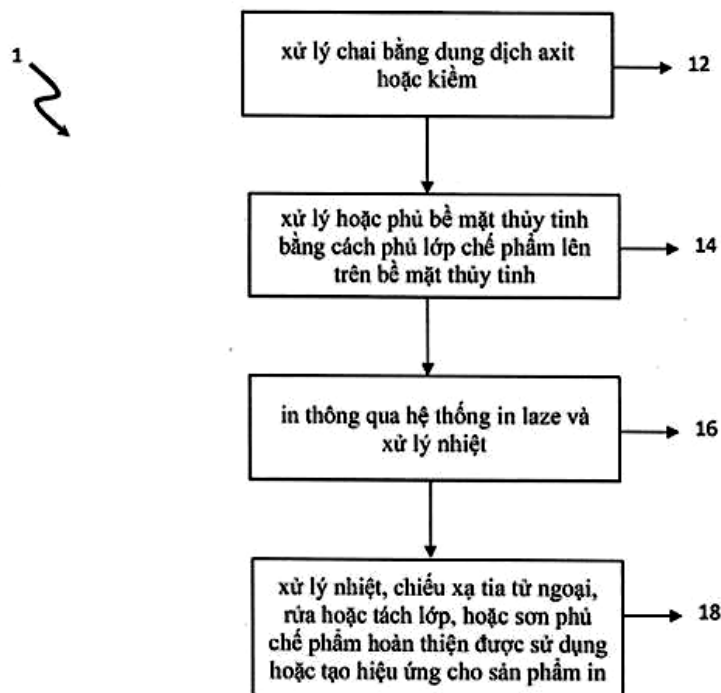 1
xử lý chai bằng dung dịch axit
hoặc kiềm
12
xử lý hoặc phủ bề mặt thủy tinh
bằng cách phủ lớp chế phẩm lên
trên bề mặt thủy tinh
14
in thông qua hệ thống in laze và
xử lý nhiệt
16
xử lý nhiệt, chiếu xạ tia tử ngoại,
rửa hoặc tách lớp, hoặc sơn phủ
chế phẩm hoàn thiện được sử dụng
hoặc tạo hiệu ứng cho sản phẩm in
18